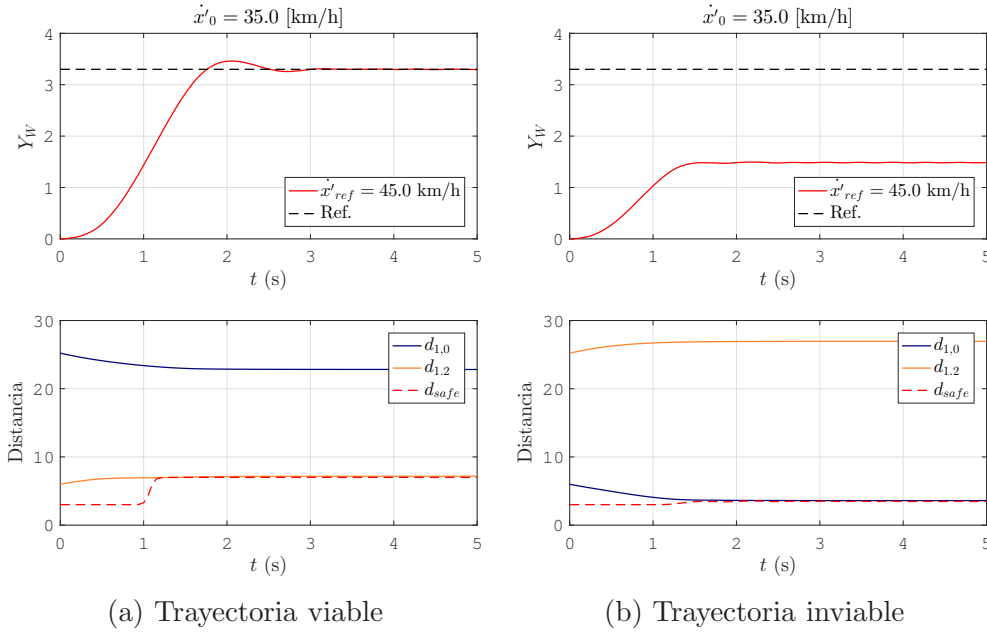 ẋ'₀ = 35.0 [km/h]
4
3
2
1
0
Y_W
0 1 2 3 4 5
t (s)
ẋ'_ref = 45.0 km/h
Ref.
ẋ'₀ = 35.0 [km/h]
4
3
2
1
0
Y_W
0 1 2 3 4 5
t (s)
ẋ'_ref = 45.0 km/h
Ref.
30
20
10
0
Distancia
0 1 2 3 4 5
t (s)
d_{1,0}
d_{1.2}
d_{safe}
30
20
10
0
Distancia
0 1 2 3 4 5
t (s)
d_{1,0}
d_{1.2}
d_{safe}
(a) Trayectoria viable
(b) Trayectoria inviable